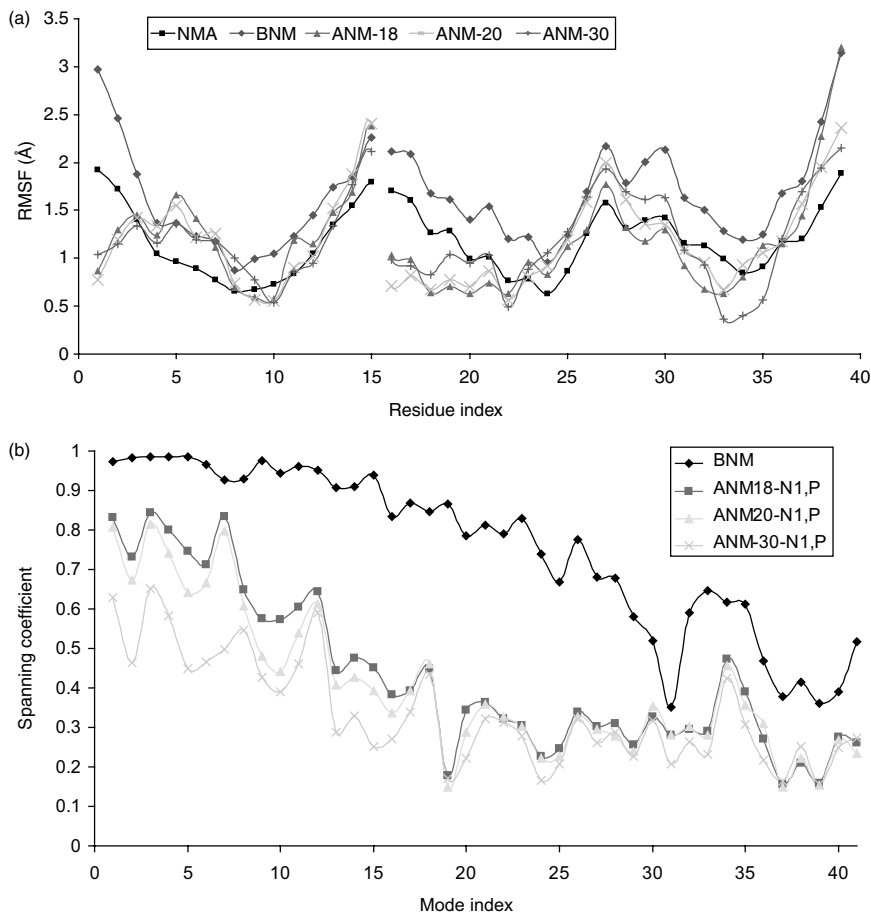 (a)
3.5
3
2.5
2
1.5
1
0.5
0
RMSF (Å)
NMA BNM ANM-18 ANM-20 ANM-30
0 5 10 15 20 25 30 35 40
Residue index
(b)
1
0.9
0.8
0.7
0.6
0.5
0.4
0.3
0.2
0.1
0
Spanning coefficient
BNM
ANM18-N1,P
ANM20-N1,P
ANM-30-N1,P
0 5 10 15 20 25 30 35 40
Mode index